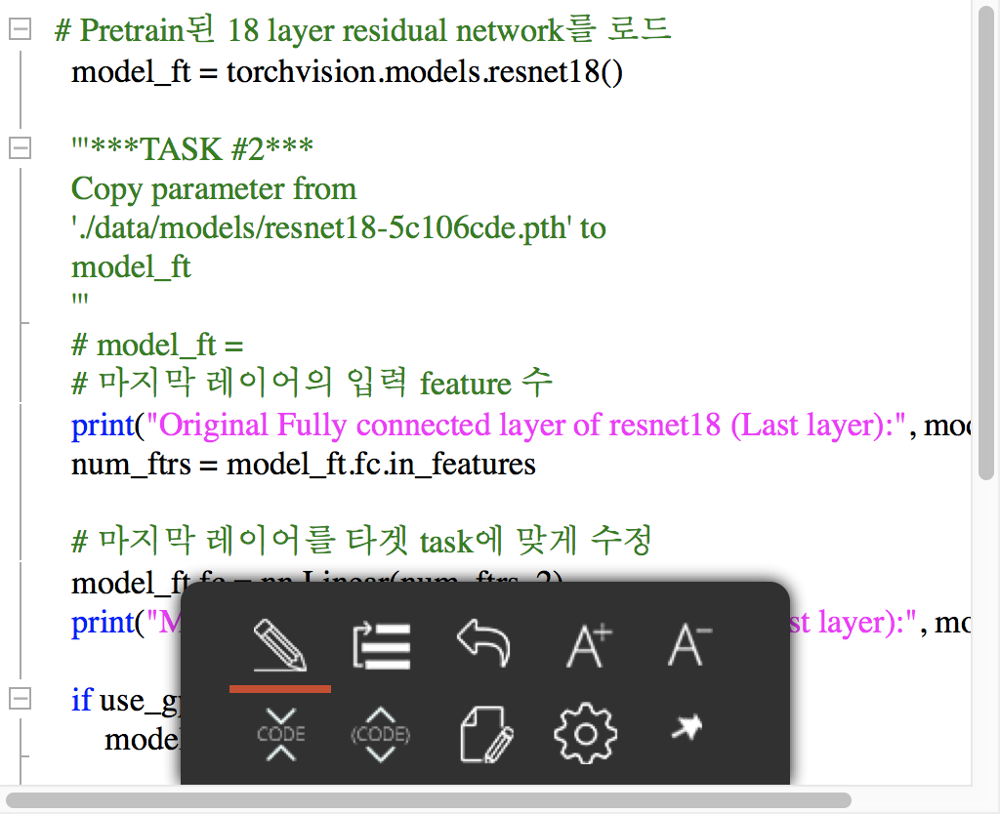 # Pretrain된 18 layer residual network를 로드
model_ft = torchvision.models.resnet18()
'''***TASK #2***
Copy parameter from
'./data/models/resnet18-5c106cde.pth' to
model_ft
'''
# model_ft =
# 마지막 레이어의 입력 feature 수
print("Original Fully connected layer of resnet18 (Last layer):", mod
num_ftrs = model_ft.fc.in_features
# 마지막 레이어를 타겟 task에 맞게 수정
model_ft.fc = nn.Linear(num_ftrs, 2)
print("M st layer):", mo
if use_g
model
A+ A-
CODE (CODE)